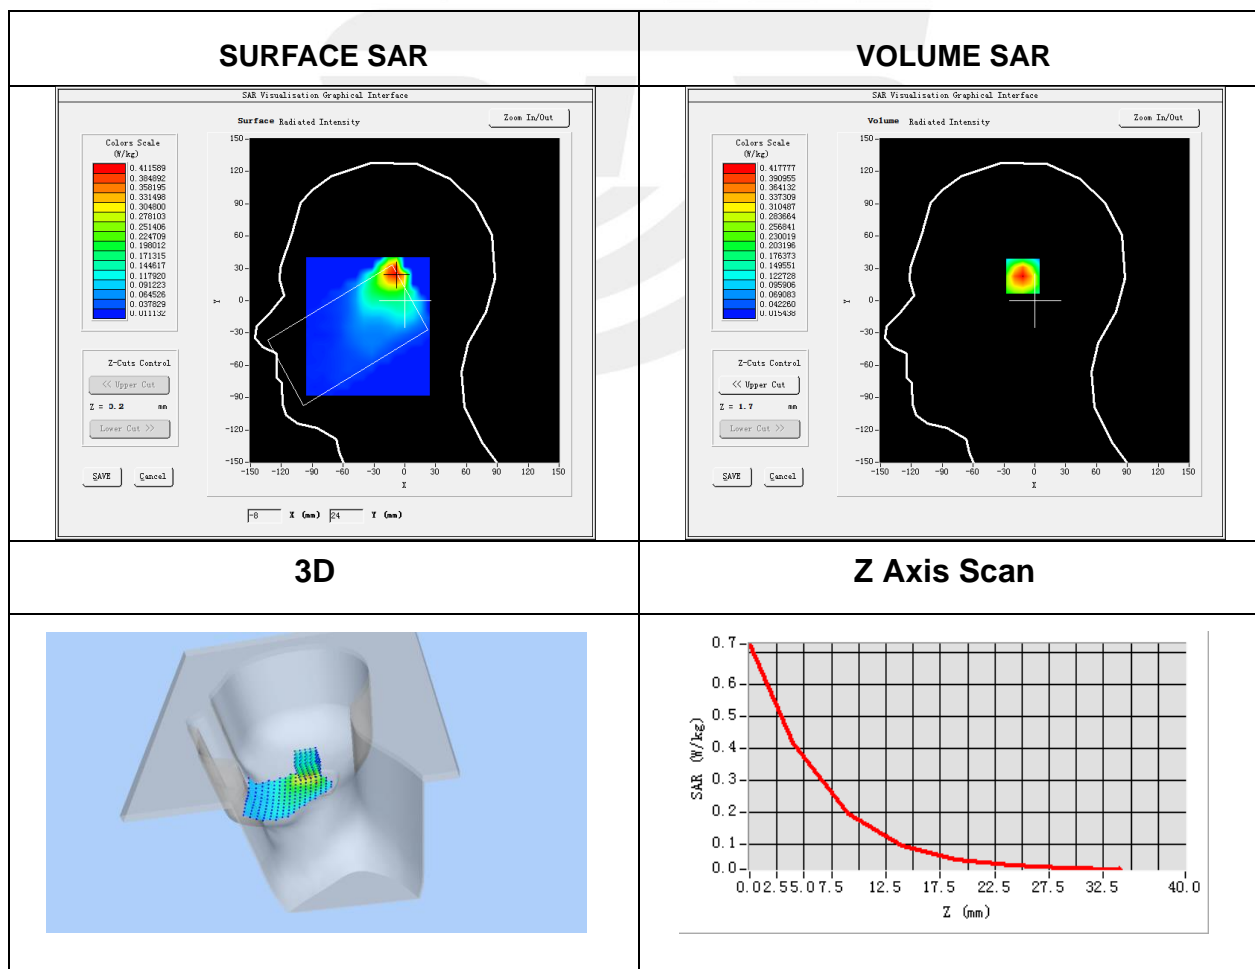 SURFACE SAR
VOLUME SAR
SAR Visualisation Graphical Interface
Surface Radiated Intensity
Zoom In/Out
Colors Scale
(W/kg)
0.411589
0.384892
0.358195
0.331498
0.304800
0.278103
0.251406
0.224709
0.198012
0.171315
0.144617
0.117920
0.091223
0.064526
0.037829
0.011132
Z-Cuts Control
<< Upper Cut
Z = 0.2 mm
Lower Cut >>
SAVE Cancel
150
120
90
60
30
0
-30
-60
-90
-120
-150
Y
-150 -120 -90 -60 -30 0 30 60 90 120 150
X
-8 X (mm) 24 Y (mm)
SAR Visualisation Graphical Interface
Volume Radiated Intensity
Zoom In/Out
Colors Scale
(W/kg)
0.417777
0.390955
0.364132
0.337309
0.310487
0.283664
0.256841
0.230019
0.203196
0.176373
0.149551
0.122728
0.095906
0.069083
0.042260
0.015438
Z-Cuts Control
<< Upper Cut
Z = 1.7 mm
Lower Cut >>
SAVE Cancel
150
120
90
60
30
0
-30
-60
-90
-120
-150
Y
-150 -120 -90 -60 -30 0 30 60 90 120 150
X
3D
Z Axis Scan
0.7
0.6
0.5
0.4
0.3
0.2
0.1
0.0
SAR (W/kg)
0.0 2.5 5.0 7.5 12.5 17.5 22.5 27.5 32.5 40.0
Z (mm)